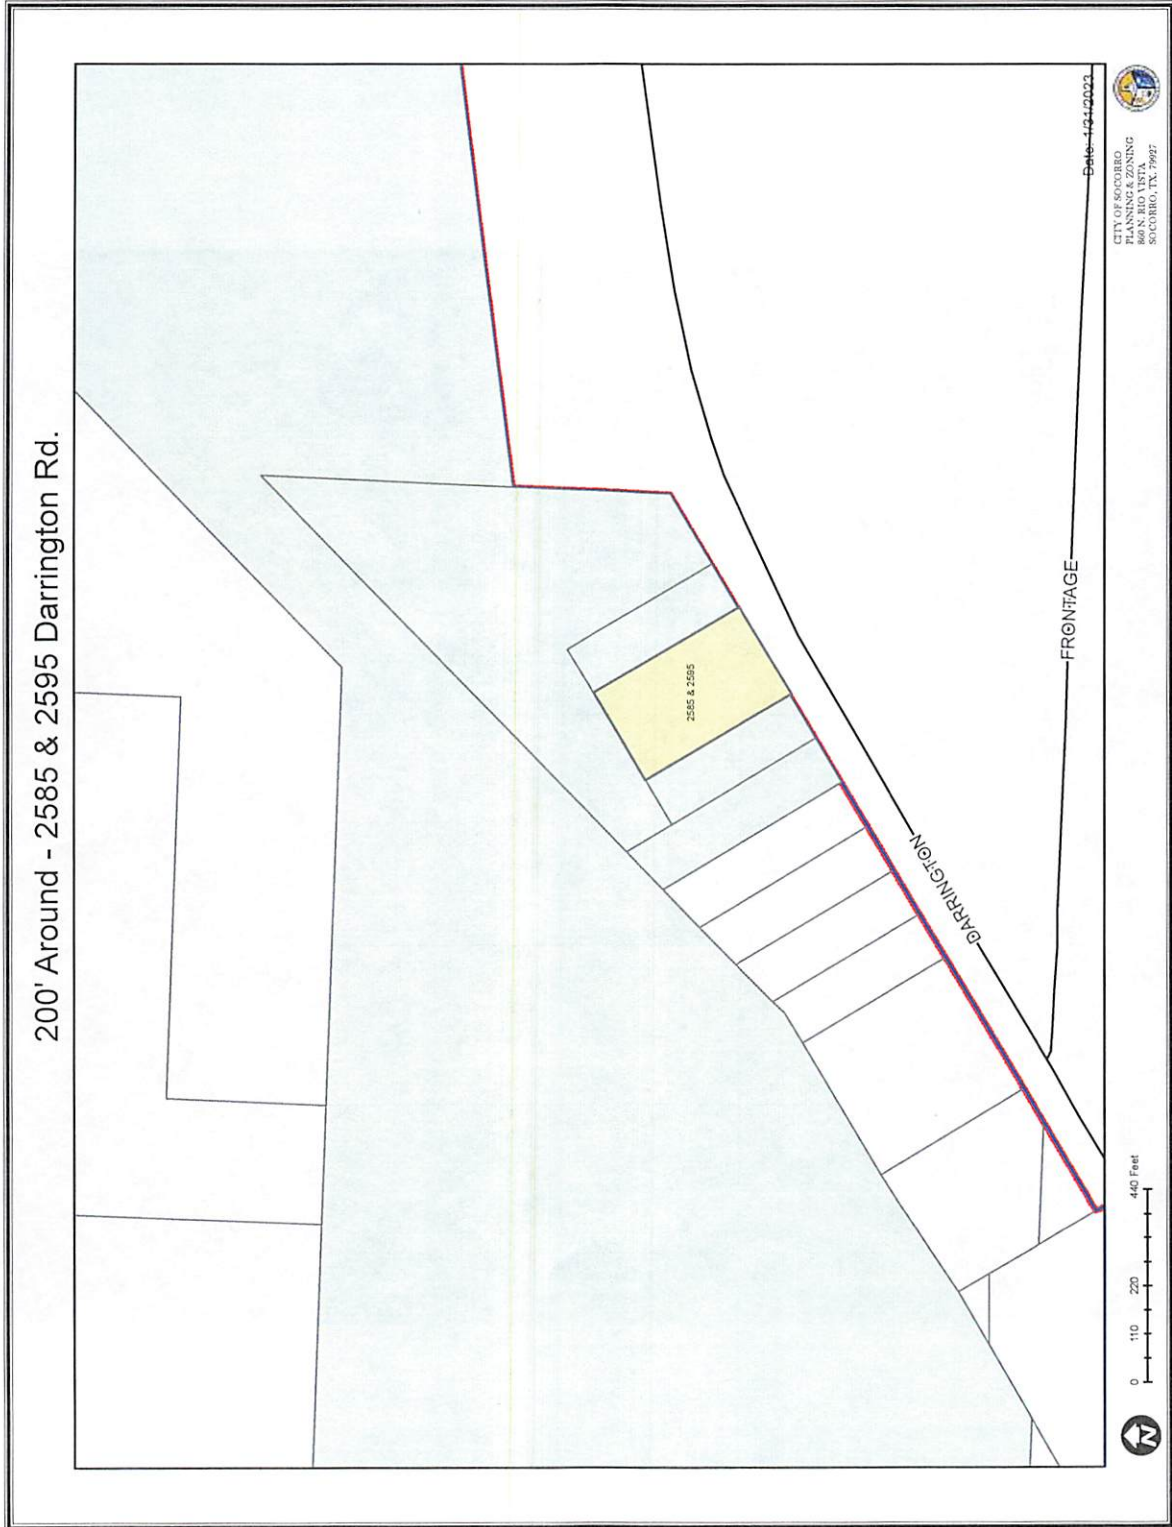 200' Around - 2585 & 2595 Darrington Rd.
2585 & 2595
DARRINGTON
FRONTAGE
Date: 1/31/2023
0 110 220 440 Feet
N
CITY OF SOCORRO
PLANNING & ZONING
860 N. RIO VISTA
SOCORRO, TX. 79927